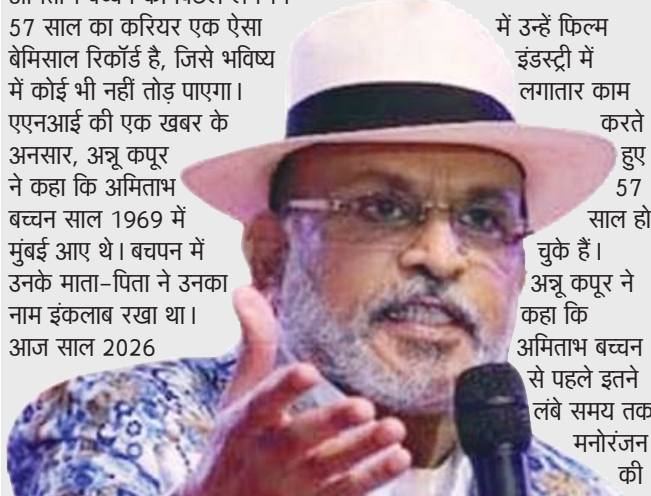 57 साल का करियर एक ऐसा
बेमिसाल रिकॉर्ड है, जिसे भविष्य
में कोई भी नहीं तोड़ पाएगा।
एएनआई की एक खबर के
अनसार, अन्नू कपूर
ने कहा कि अमिताभ
बच्चन साल 1969 में
मुंबई आए थे। बचपन में
उनके माता-पिता ने उनका
नाम इंकलाब रखा था।
आज साल 2026
में उन्हें फिल्म
इंडस्ट्री में
लगातार काम
करते
हुए
57
साल हो
चुके हैं।
अन्नू कपूर ने
कहा कि
अमिताभ बच्चन
से पहले इतने
लंबे समय तक
मनोरंजन
की